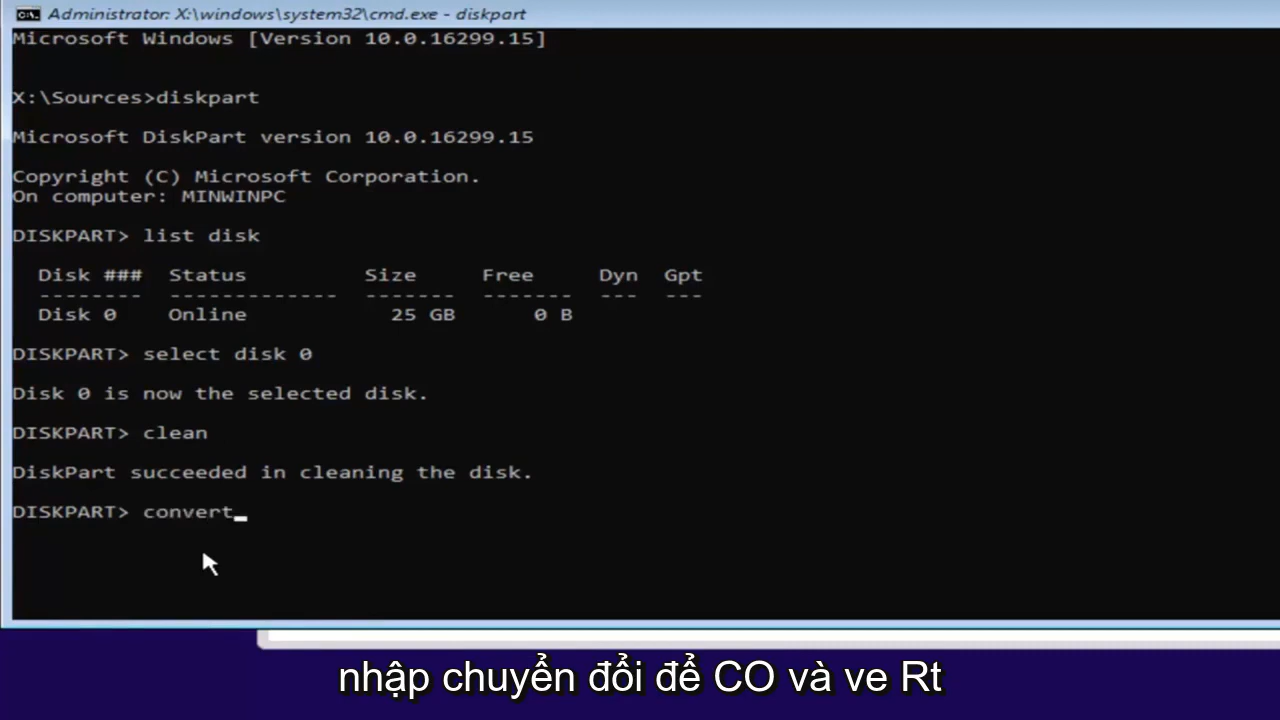 Administrator: X:\windows\system32\cmd.exe - diskpart
Microsoft Windows [Version 10.0.16299.15]
X:\Sources>diskpart
Microsoft DiskPart version 10.0.16299.15
Copyright (C) Microsoft Corporation.
On computer: MINWINPC
DISKPART> list disk
Disk ###  Status         Size     Free     Dyn  Gpt
--------  -------------  -------  -------  ---  ---
Disk 0    Online           25 GB      0 B
DISKPART> select disk 0
Disk 0 is now the selected disk.
DISKPART> clean
DiskPart succeeded in cleaning the disk.
DISKPART> convert_
nhập chuyển đổi để CO và ve Rt